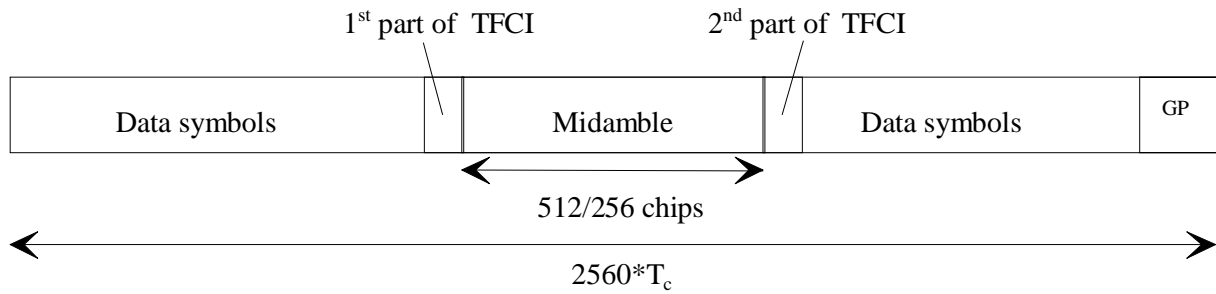 1st part of TFCI
2nd part of TFCI
Data symbols
Midamble
Data symbols
GP
512/256 chips
2560*Tc